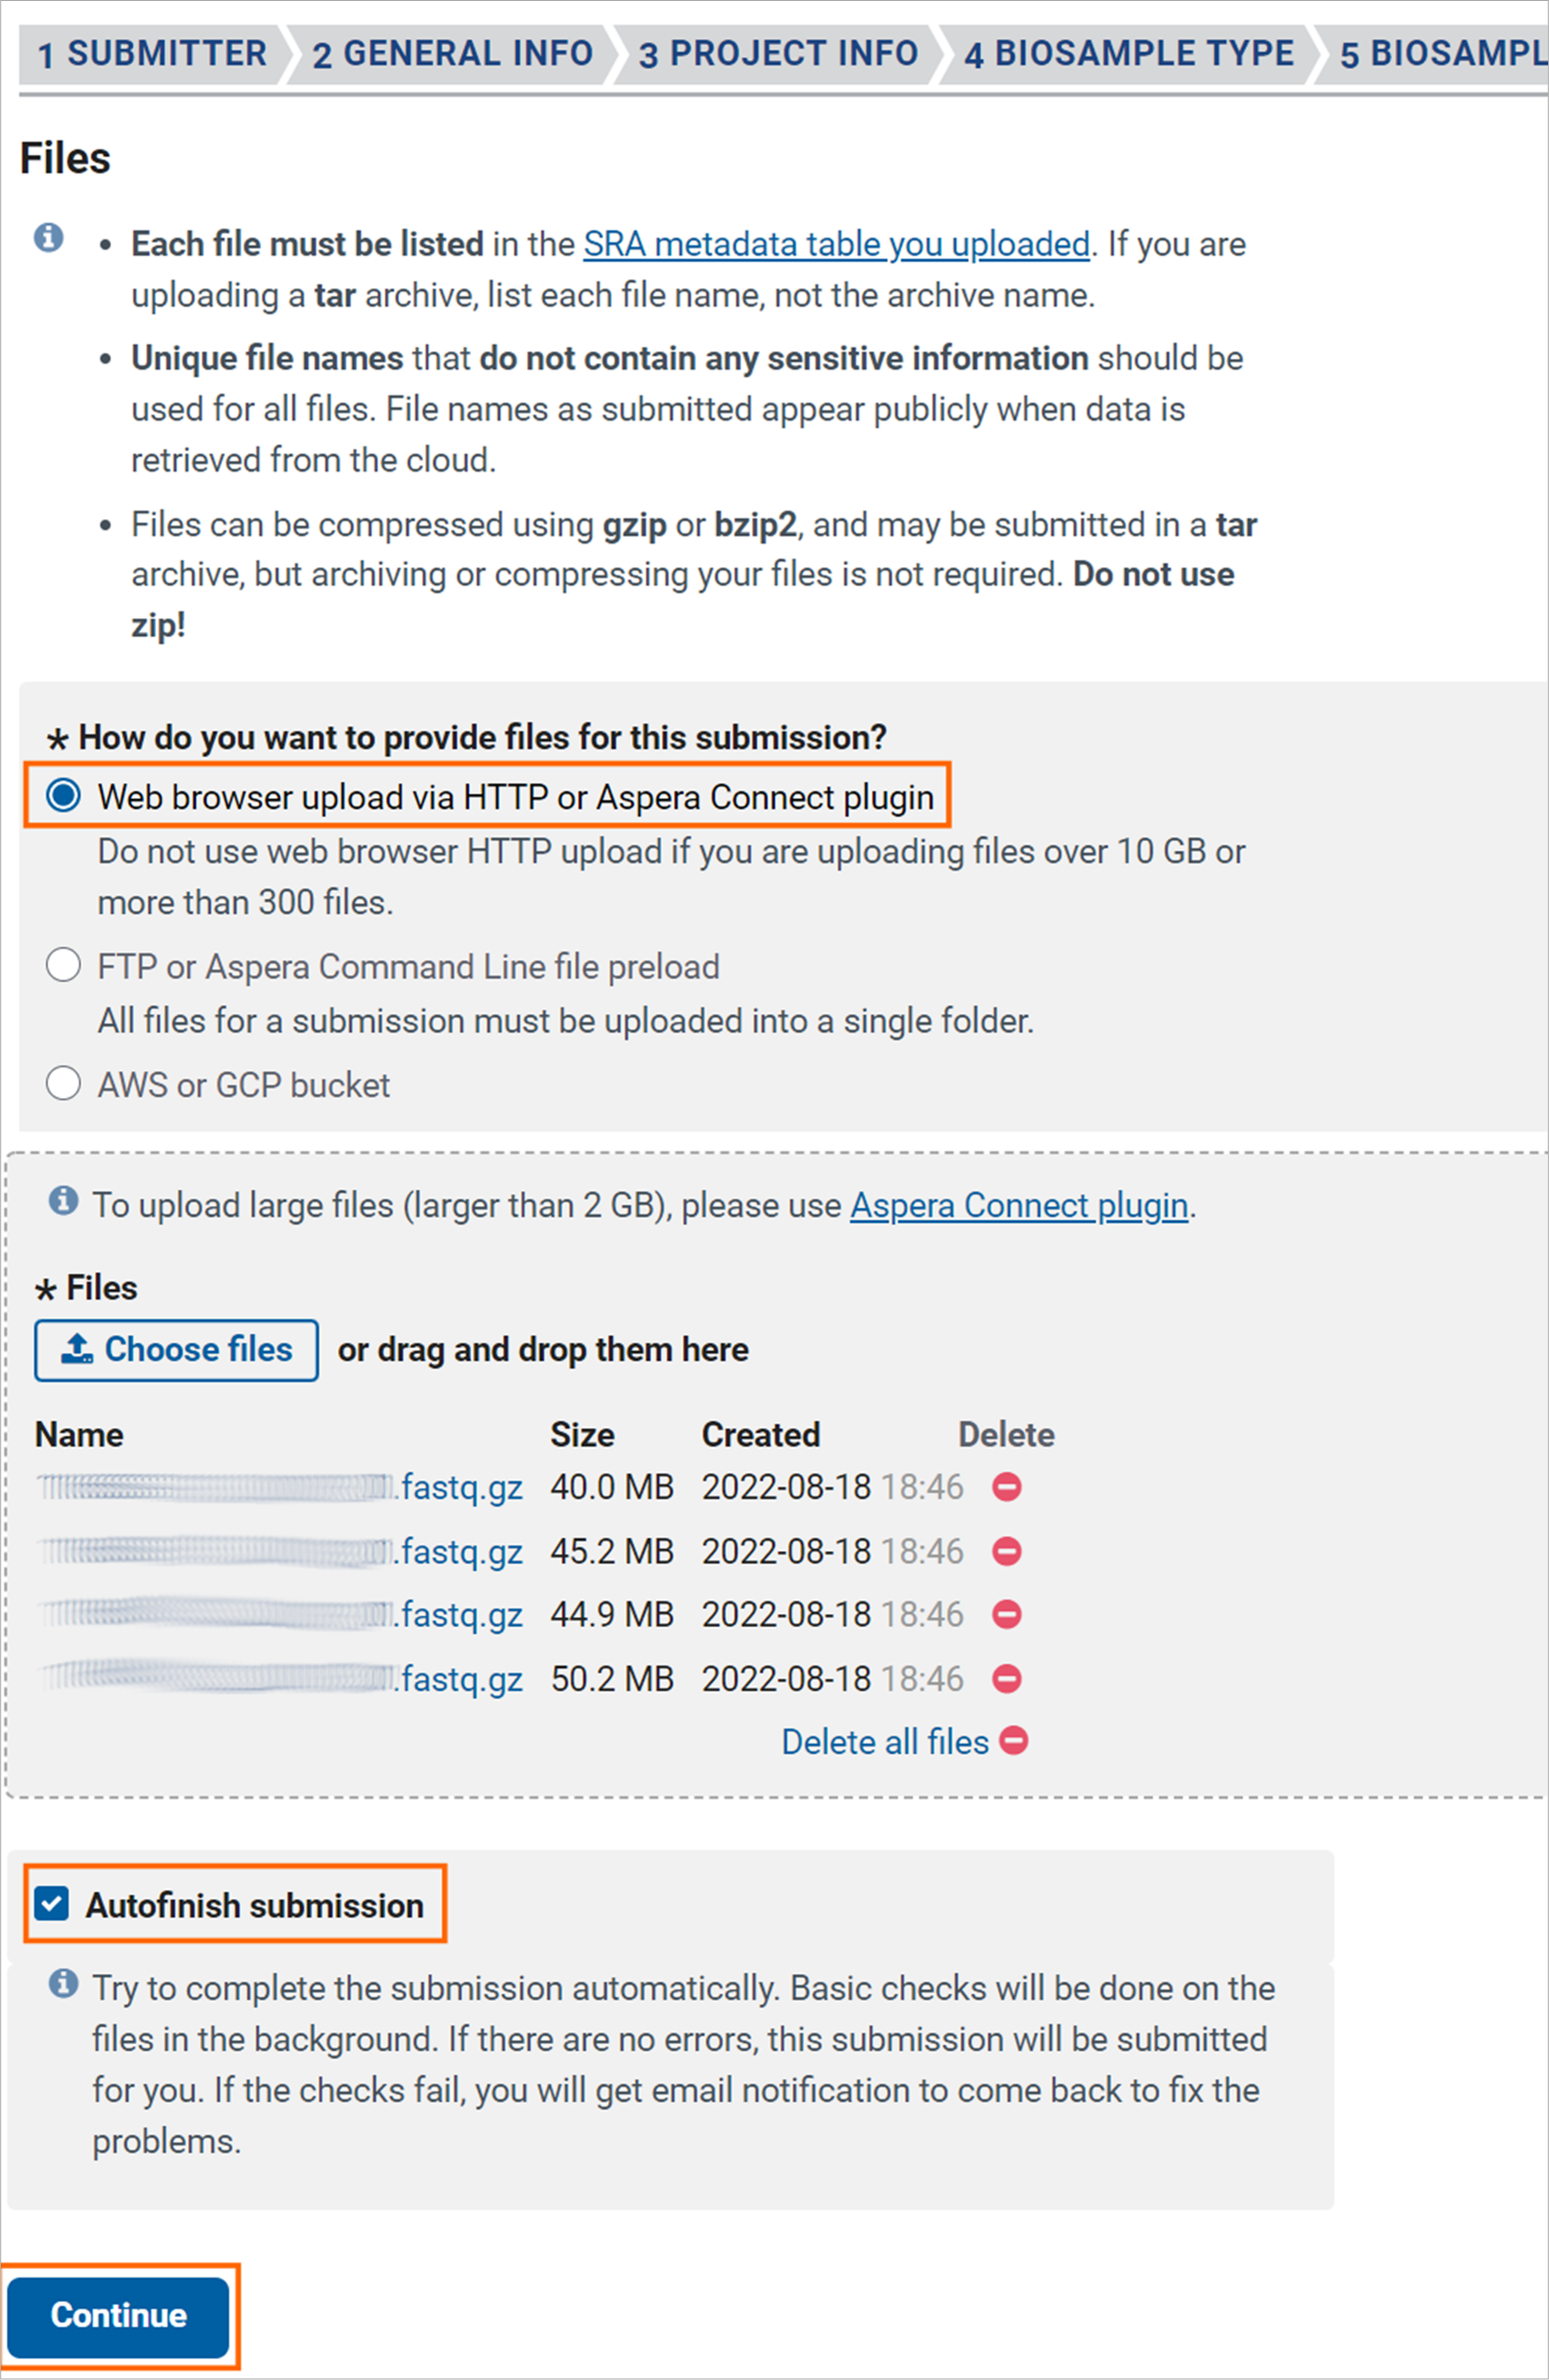 1 SUBMITTER 2 GENERAL INFO 3 PROJECT INFO 4 BIOSAMPLE TYPE 5 BIOSAMPL
Files
Each file must be listed in the SRA metadata table you uploaded. If you are
uploading a tar archive, list each file name, not the archive name.
Unique file names that do not contain any sensitive information should be
used for all files. File names as submitted appear publicly when data is
retrieved from the cloud.
Files can be compressed using gzip or bzip2, and may be submitted in a tar
archive, but archiving or compressing your files is not required. Do not use
zip!
* How do you want to provide files for this submission?
Web browser upload via HTTP or Aspera Connect plugin
Do not use web browser HTTP upload if you are uploading files over 10 GB or
more than 300 files.
FTP or Aspera Command Line file preload
All files for a submission must be uploaded into a single folder.
AWS or GCP bucket
To upload large files (larger than 2 GB), please use Aspera Connect plugin.
* Files
Choose files or drag and drop them here
Name Size Created Delete
.fastq.gz 40.0 MB 2022-08-18 18:46
.fastq.gz 45.2 MB 2022-08-18 18:46
.fastq.gz 44.9 MB 2022-08-18 18:46
.fastq.gz 50.2 MB 2022-08-18 18:46
Delete all files
Autofinish submission
Try to complete the submission automatically. Basic checks will be done on the
files in the background. If there are no errors, this submission will be submitted
for you. If the checks fail, you will get email notification to come back to fix the
problems.
Continue